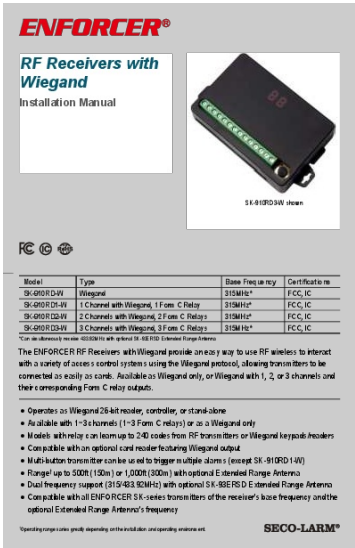 ENFORCER®
RF Receivers with
Wiegand
Installation Manual
SK-910RD3-W shown
FC IC RoHS
Model Type Base Frequency Certifications
SK-910RD-W Wiegand 315MHz* FCC, IC
SK-910RD1-W 1 Channel with Wiegand, 1 Form C Relay 315MHz* FCC, IC
SK-910RD2-W 2 Channels with Wiegand, 2 Form C Relays 315MHz* FCC, IC
SK-910RD3-W 3 Channels with Wiegand, 3 Form C Relays 315MHz* FCC, IC
*Can simultaneously receive 433.92MHz with optional SK-93ERSD Extended Range Antenna
The ENFORCER RF Receivers with Wiegand provide an easy way to use RF wireless to interact
with a variety of access control systems using the Wiegand protocol, allowing transmitters to be
connected as easily as cards. Available as Wiegand only, or Wiegand with 1, 2, or 3 channels and
their corresponding Form C relay outputs.
● Operates as Wiegand 26-bit reader, controller, or stand-alone
● Available with 1~3 channels (1~3 Form C relays) or as a Weigand only
● Models with relay can learn up to 240 codes from RF transmitters or Wiegand keypads/readers
● Compatible with an optional card reader featuring Wiegand output
● Multi-button transmitter can be used to trigger multiple alarms (except SK-910RD1-W)
● Range¹ up to 500ft (150m) or 1,000ft (300m) with optional Extended Range Antenna
● Dual frequency support (315/433.92MHz) with optional SK-93ERSD Extended Range Antenna
● Compatible with all ENFORCER SK-series transmitters of the receiver's base frequency and the
optional Extended Range Antenna's frequency
¹Operating range varies greatly depending on the installation and operating environment.
SECO-LARM®